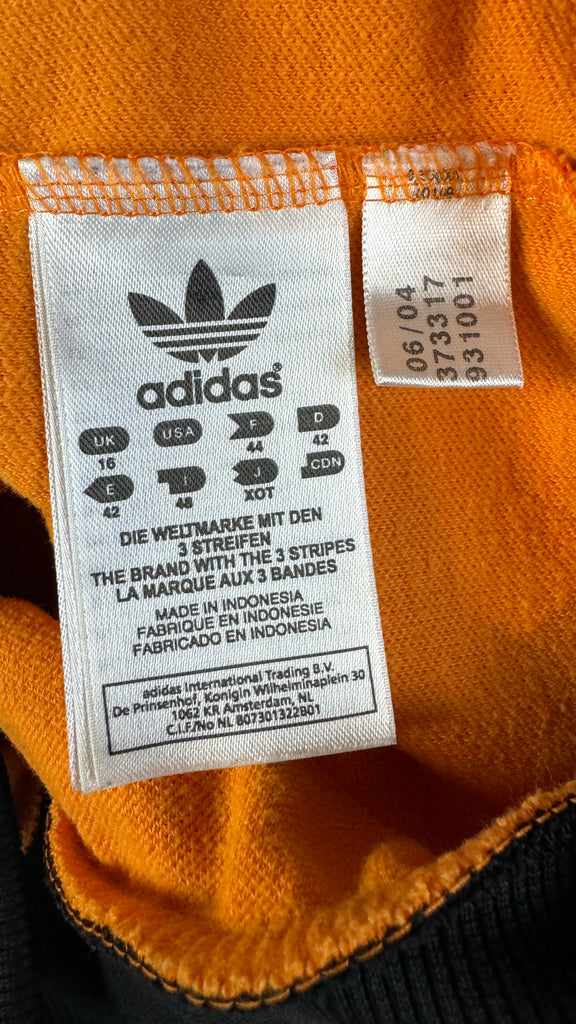 adidas
UK
16
USA
F
44
D
42
E
42
I
48
J
XOT
CDN
DIE WELTMARKE MIT DEN
3 STREIFEN
THE BRAND WITH THE 3 STRIPES
LA MARQUE AUX 3 BANDES
MADE IN INDONESIA
FABRIQUE EN INDONESIE
FABRICADO EN INDONESIA
adidas International Trading B.V.
De Prinsenhof, Konigin Wilhelminaplein 30
1062 KR Amsterdam, NL
C.I.F./No NL 807301322B01
06/04
373317
931001